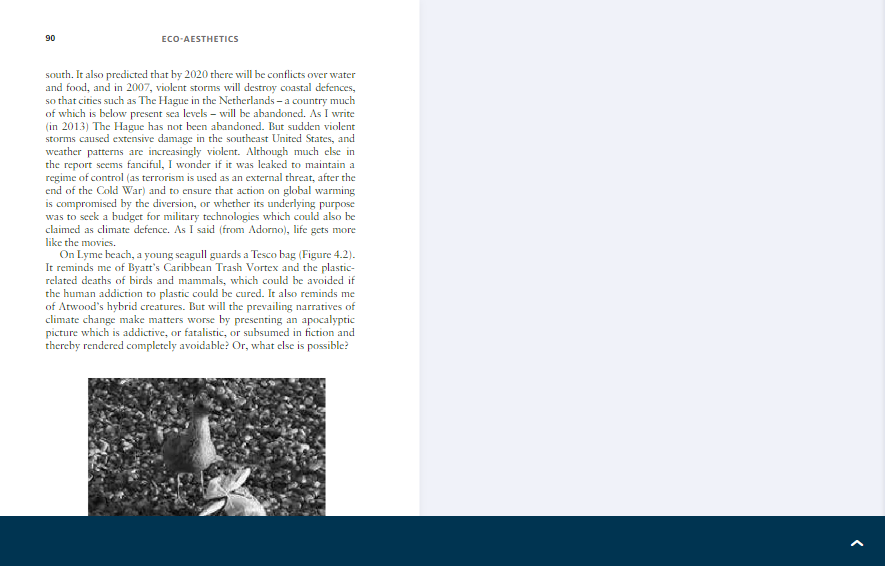 90
ECO-AESTHETICS
south. It also predicted that by 2020 there will be conflicts over water
and food, and in 2007, violent storms will destroy coastal defences,
so that cities such as The Hague in the Netherlands – a country much
of which is below present sea levels – will be abandoned. As I write
(in 2013) The Hague has not been abandoned. But sudden violent
storms caused extensive damage in the southeast United States, and
weather patterns are increasingly violent. Although much else in
the report seems fanciful, I wonder if it was leaked to maintain a
regime of control (as terrorism is used as an external threat, after the
end of the Cold War) and to ensure that action on global warming
is compromised by the diversion, or whether its underlying purpose
was to seek a budget for military technologies which could also be
claimed as climate defence. As I said (from Adorno), life gets more
like the movies.
On Lyme beach, a young seagull guards a Tesco bag (Figure 4.2).
It reminds me of Byatt's Caribbean Trash Vortex and the plastic-
related deaths of birds and mammals, which could be avoided if
the human addiction to plastic could be cured. It also reminds me
of Atwood's hybrid creatures. But will the prevailing narratives of
climate change make matters worse by presenting an apocalyptic
picture which is addictive, or fatalistic, or subsumed in fiction and
thereby rendered completely avoidable? Or, what else is possible?